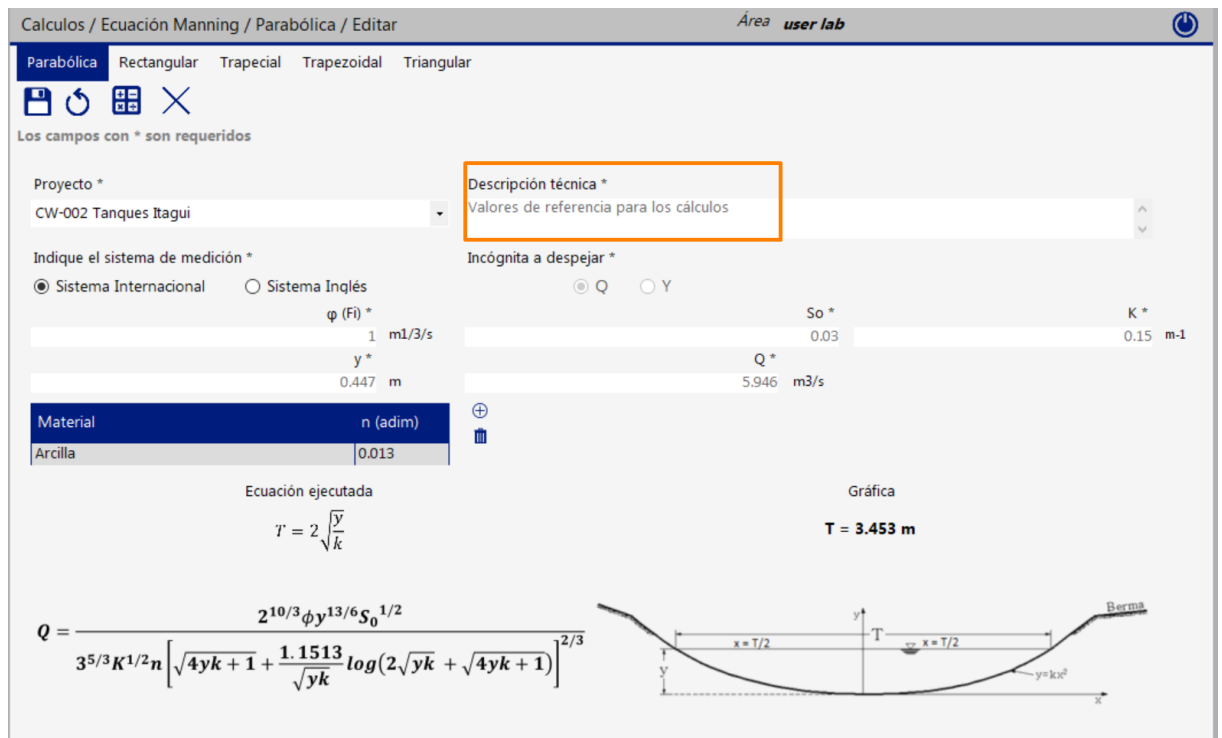 Calculos / Ecuación Manning / Parabólica / Editar Área user lab
Parabólica Rectangular Trapecial Trapezoidal Triangular
Los campos con * son requeridos
Proyecto * Descripción técnica *
CW-002 Tanques Itagui Valores de referencia para los cálculos
Indique el sistema de medición * Incógnita a despejar *
Sistema Internacional Sistema Inglés Q Y
φ (Fi) * So * K *
1 m1/3/s 0.03 0.15 m-1
y * Q *
0.447 m 5.946 m3/s
Material n (adim)
Arcilla 0.013
Ecuación ejecutada Gráfica
T = 2√(y/k) T = 3.453 m
Q = 2^10/3 ϕ y^13/6 S₀^1/2 / 3^5/3 K^1/2 n [√(4yk + 1) + 1.1513/√(yk) log(2√(yk) + √(4yk + 1))]^2/3
y Berma
x = T/2 T x = T/2
y y=kx²
x